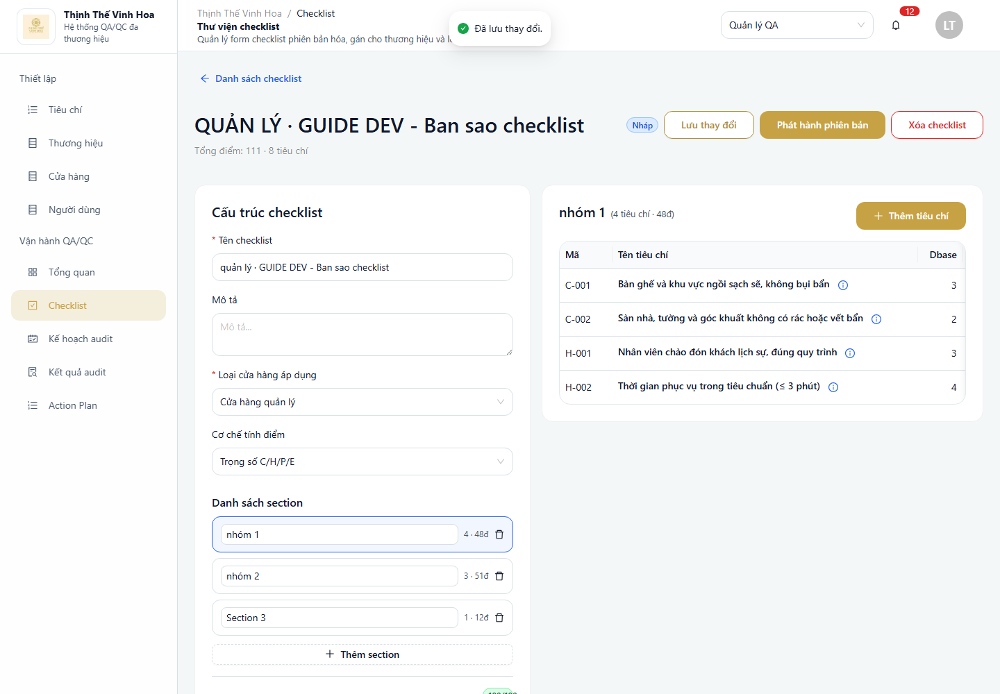 Thịnh Thế Vinh Hoa
Hệ thống QA/QC đa
thương hiệu
Thiết lập
Tiêu chí
Thương hiệu
Cửa hàng
Người dùng
Vận hành QA/QC
Tổng quan
Checklist
Kế hoạch audit
Kết quả audit
Action Plan
Thịnh Thế Vinh Hoa / Checklist
Thư viện checklist
Quản lý form checklist phiên bản hóa, gán cho thương hiệu và
Đã lưu thay đổi.
Quản lý QA
12
LT
Danh sách checklist
QUẢN LÝ · GUIDE DEV - Ban sao checklist
Tổng điểm: 111 · 8 tiêu chí
Nháp
Lưu thay đổi
Phát hành phiên bản
Xóa checklist
Cấu trúc checklist
* Tên checklist
quản lý · GUIDE DEV - Ban sao checklist
Mô tả
Mô tả...
* Loại cửa hàng áp dụng
Cửa hàng quản lý
Cơ chế tính điểm
Trọng số C/H/P/E
Danh sách section
nhóm 1 4 · 48đ
nhóm 2 3 · 51đ
Section 3 1 · 12đ
Thêm section
nhóm 1 (4 tiêu chí · 48đ)
Thêm tiêu chí
Mã Tên tiêu chí Dbase
C-001 Bàn ghế và khu vực ngồi sạch sẽ, không bụi bẩn 3
C-002 Sàn nhà, tường và góc khuất không có rác hoặc vết bẩn 2
H-001 Nhân viên chào đón khách lịch sự, đúng quy trình 3
H-002 Thời gian phục vụ trong tiêu chuẩn (≤ 3 phút) 4